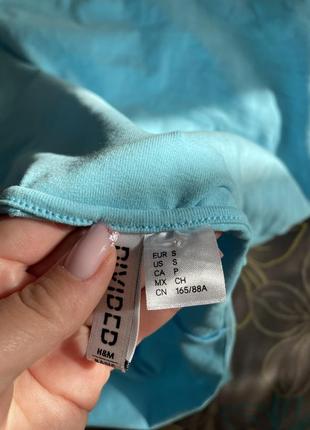 DIVIDED
H&M
EUR S
US S
CA P
MX CH
CN 165/88A